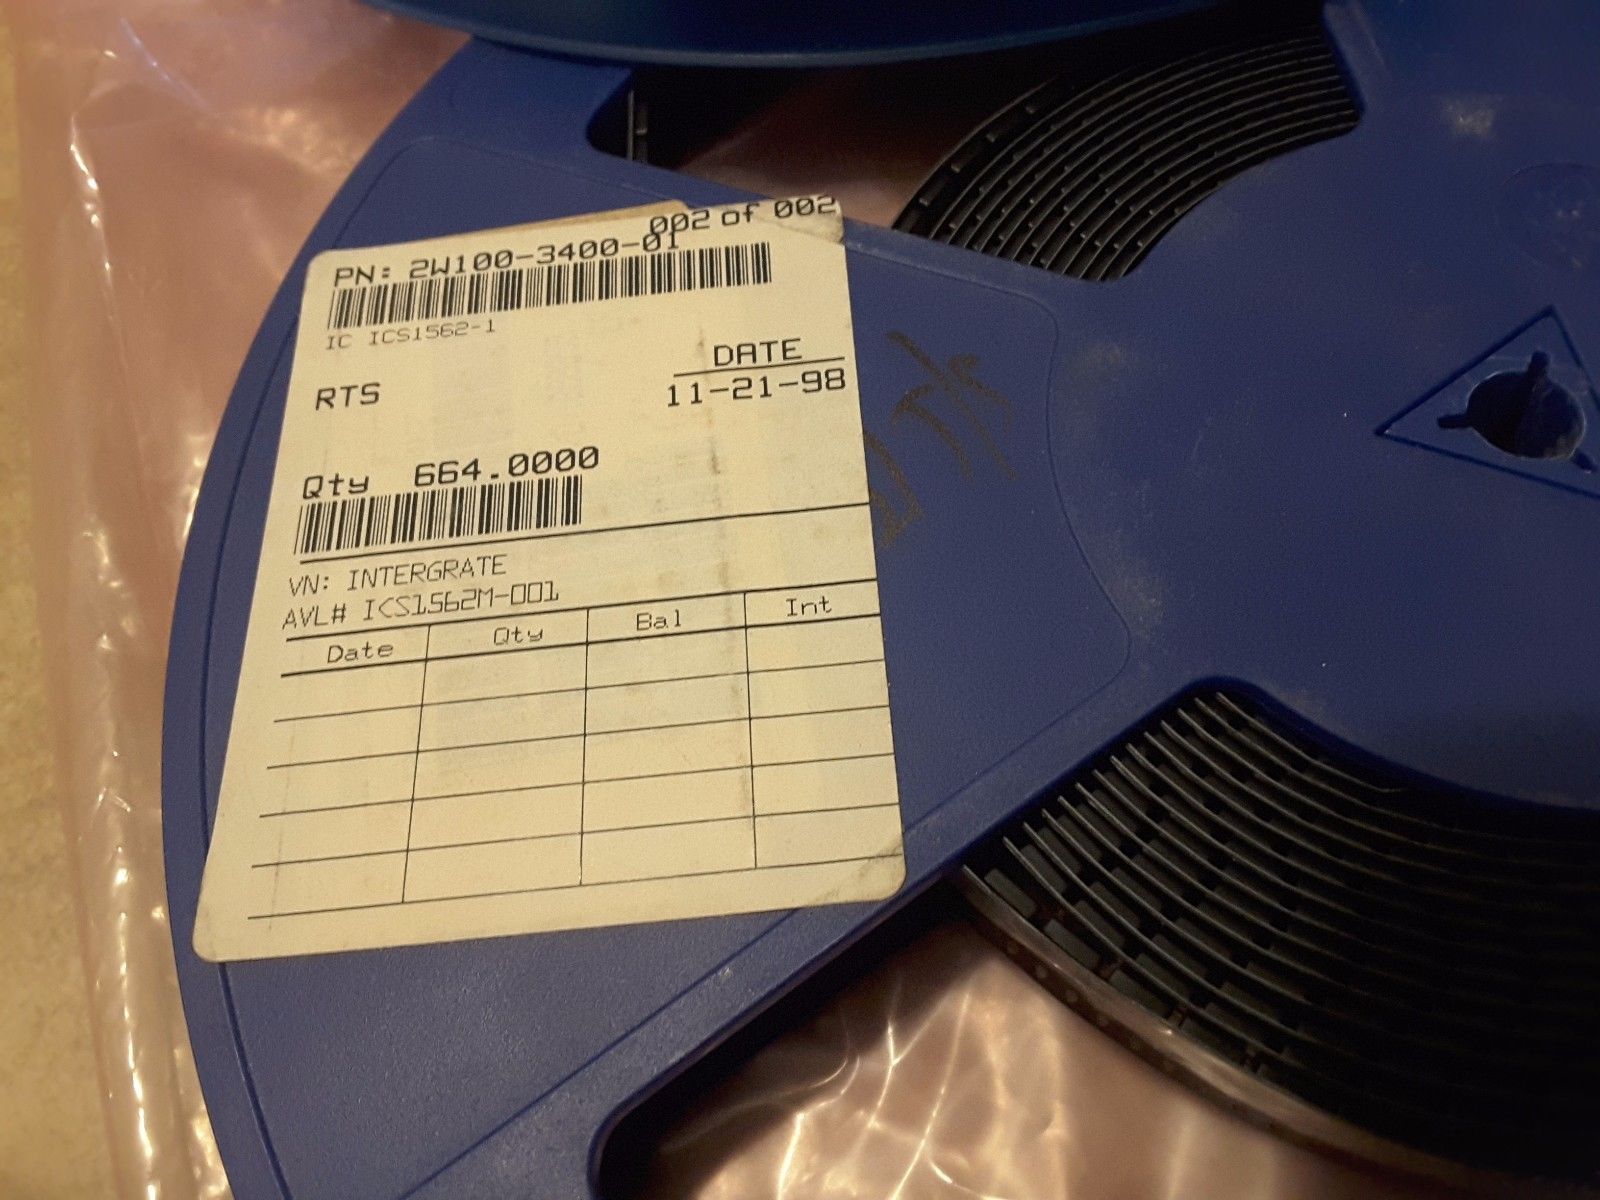 002 of 002
PN: 2W100-3400-01
IC ICS1562-1
DATE
RTS
11-21-98
Qty 664.0000
VN: INTERGRATE
AVL# ICS1562M-001
Date Qty Bal Int